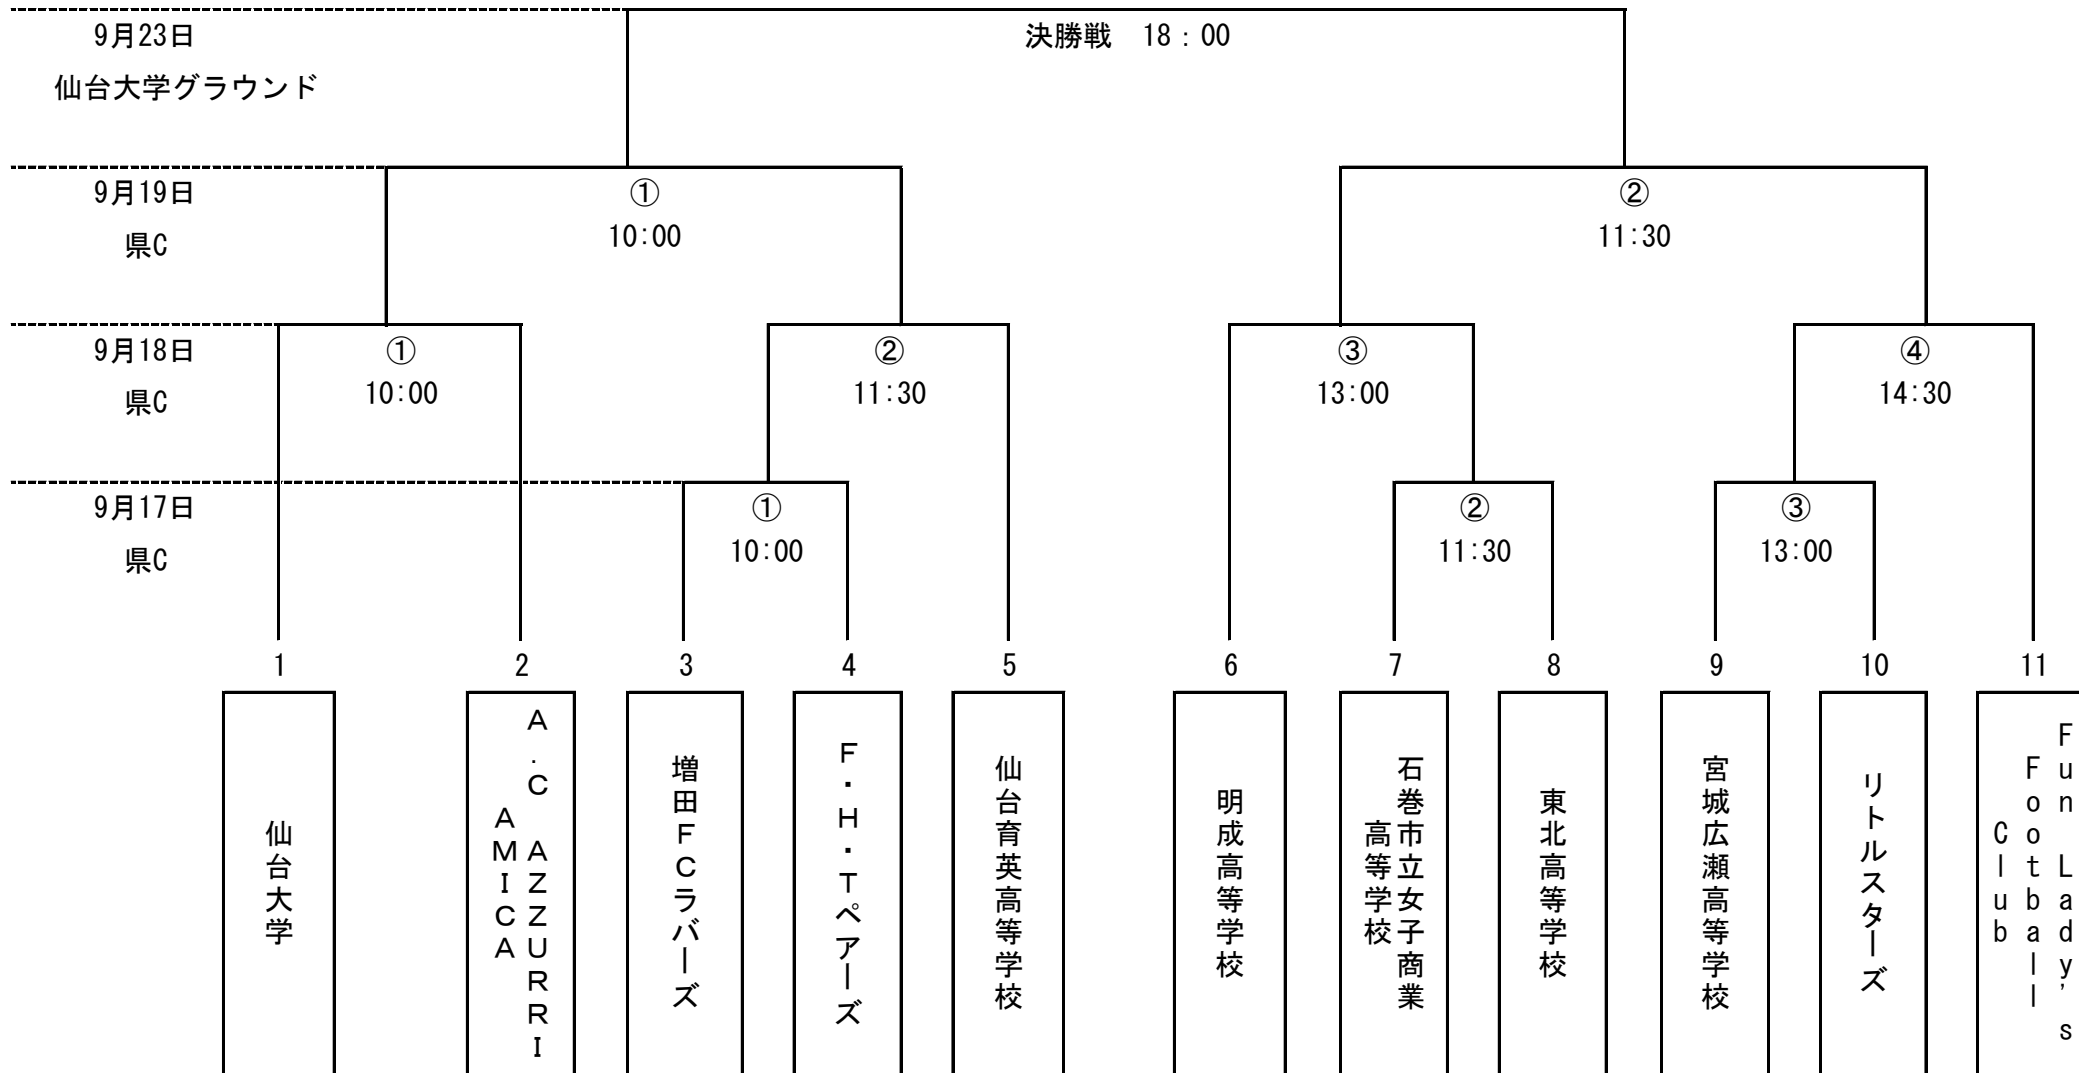 9月23日
決勝戦　18：00
仙台大学グラウンド
9月19日
①
②
県C
10:00
11:30
9月18日
①
②
③
④
県C
10:00
11:30
13:00
14:30
9月17日
①
②
③
県C
10:00
11:30
13:00
1
2
3
4
5
6
7
8
9
10
11
仙台大学
A.C AZZURRI
AMICA
増田FCラバーズ
F・H・Tペアーズ
仙台育英高等学校
明成高等学校
石巻市立女子商業
高等学校
東北高等学校
宮城広瀬高等学校
リトルスターズ
Fun Lady's
Football
Club